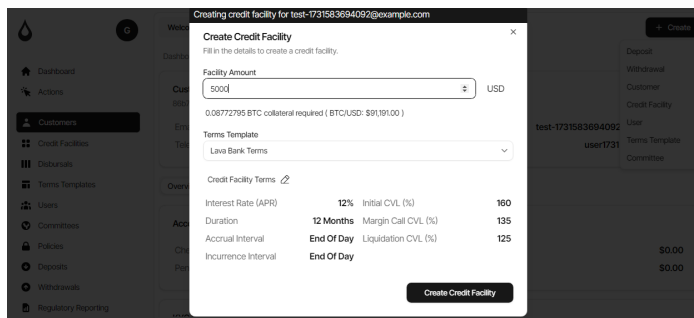 Creating credit facility for test-1731583694092@example.com
G
Create
Create Credit Facility
Fill in the details to create a credit facility.
Facility Amount
5000
USD
0.08772795 BTC collateral required ( BTC/USD: $91,191.00 )
Terms Template
Lava Bank Terms
Credit Facility Terms
Interest Rate (APR) 12% Initial CVL (%) 160
Duration 12 Months Margin Call CVL (%) 135
Accrual Interval End Of Day Liquidation CVL (%) 125
Incurrence Interval End Of Day
Create Credit Facility
Dashboard
Actions
Customers
Credit Facilities
Disbursals
Terms Templates
Users
Committees
Policies
Deposits
Withdrawals
Regulatory Reporting
Deposit
Withdrawal
Customer
Credit Facility
User
Terms Template
Committee
test-1731583694092
user1731
$0.00
$0.00